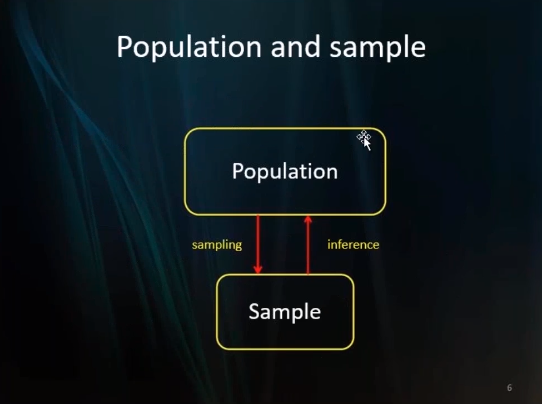 Population and sample
Population
sampling
inference
Sample
6